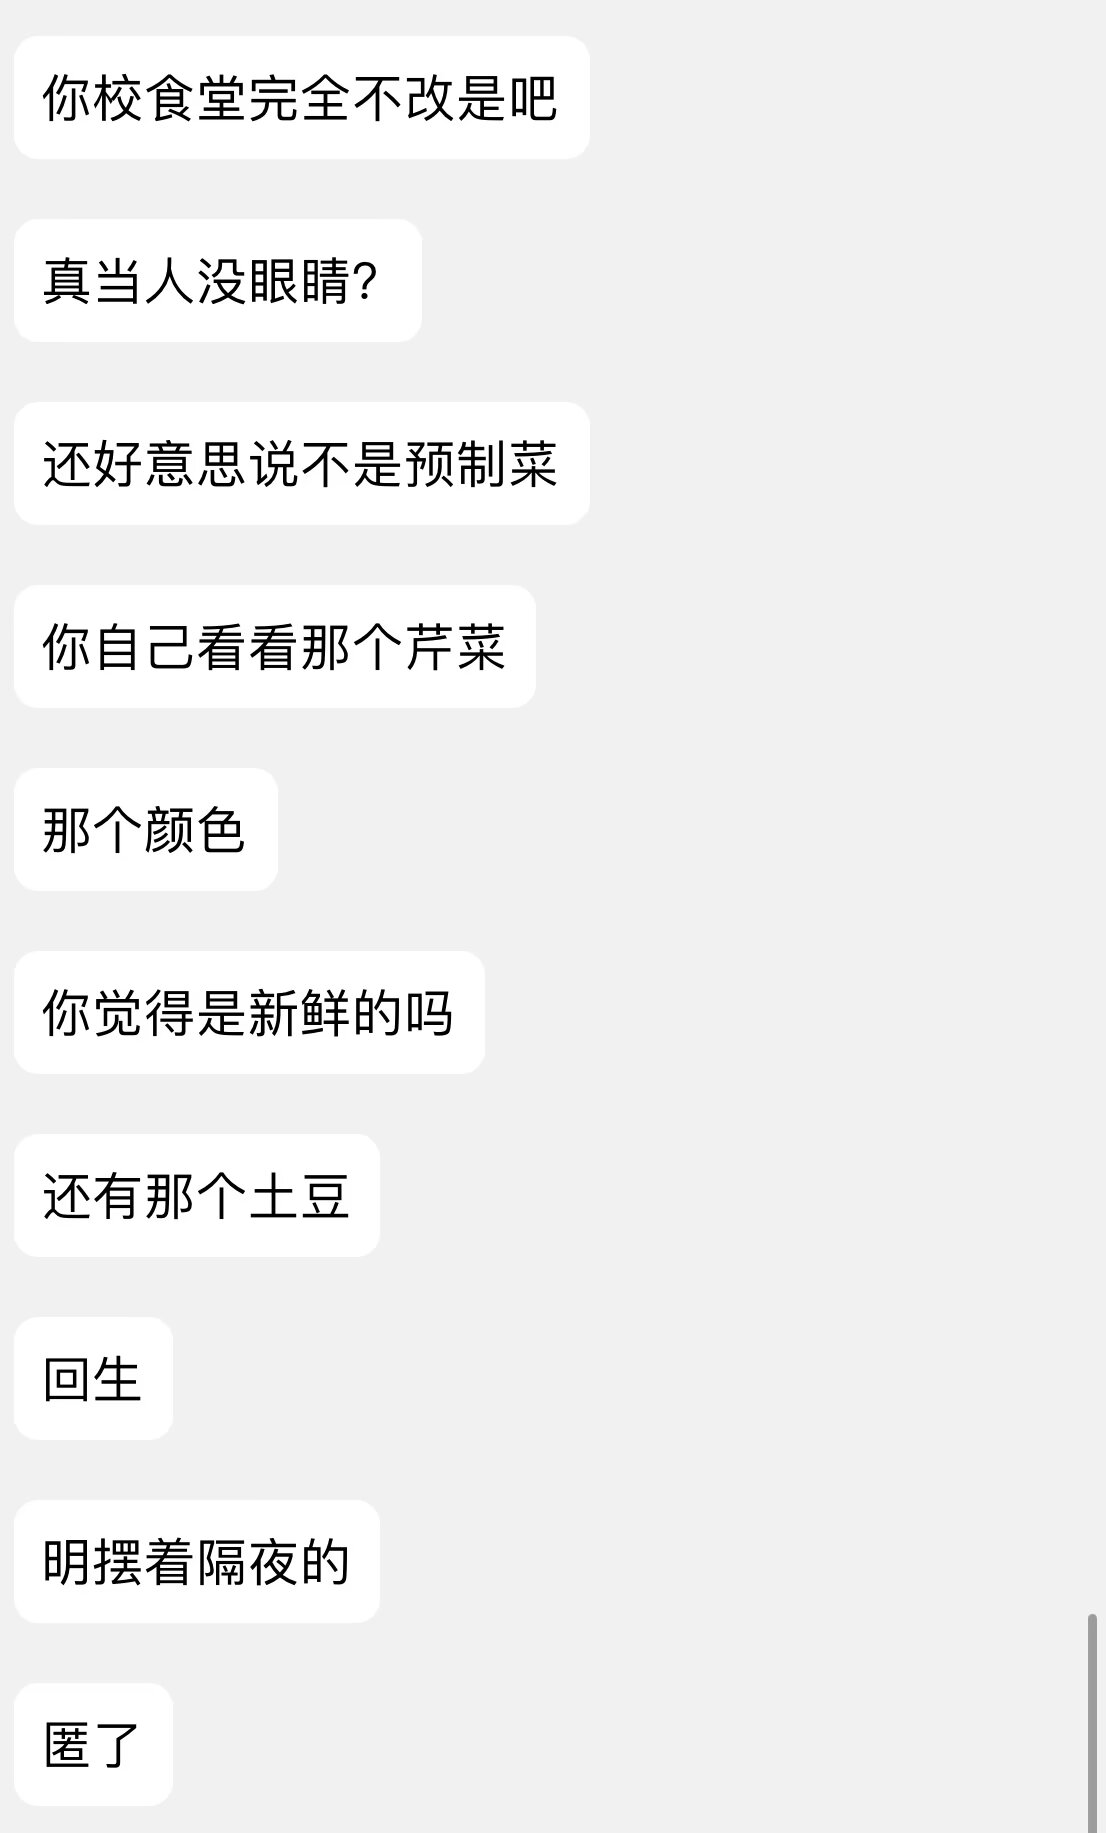 你校食堂完全不改是吧
真当人没眼睛?
还好意思说不是预制菜
你自己看看那个芹菜
那个颜色
你觉得是新鲜的吗
还有那个土豆
回生
明摆着隔夜的
匿了